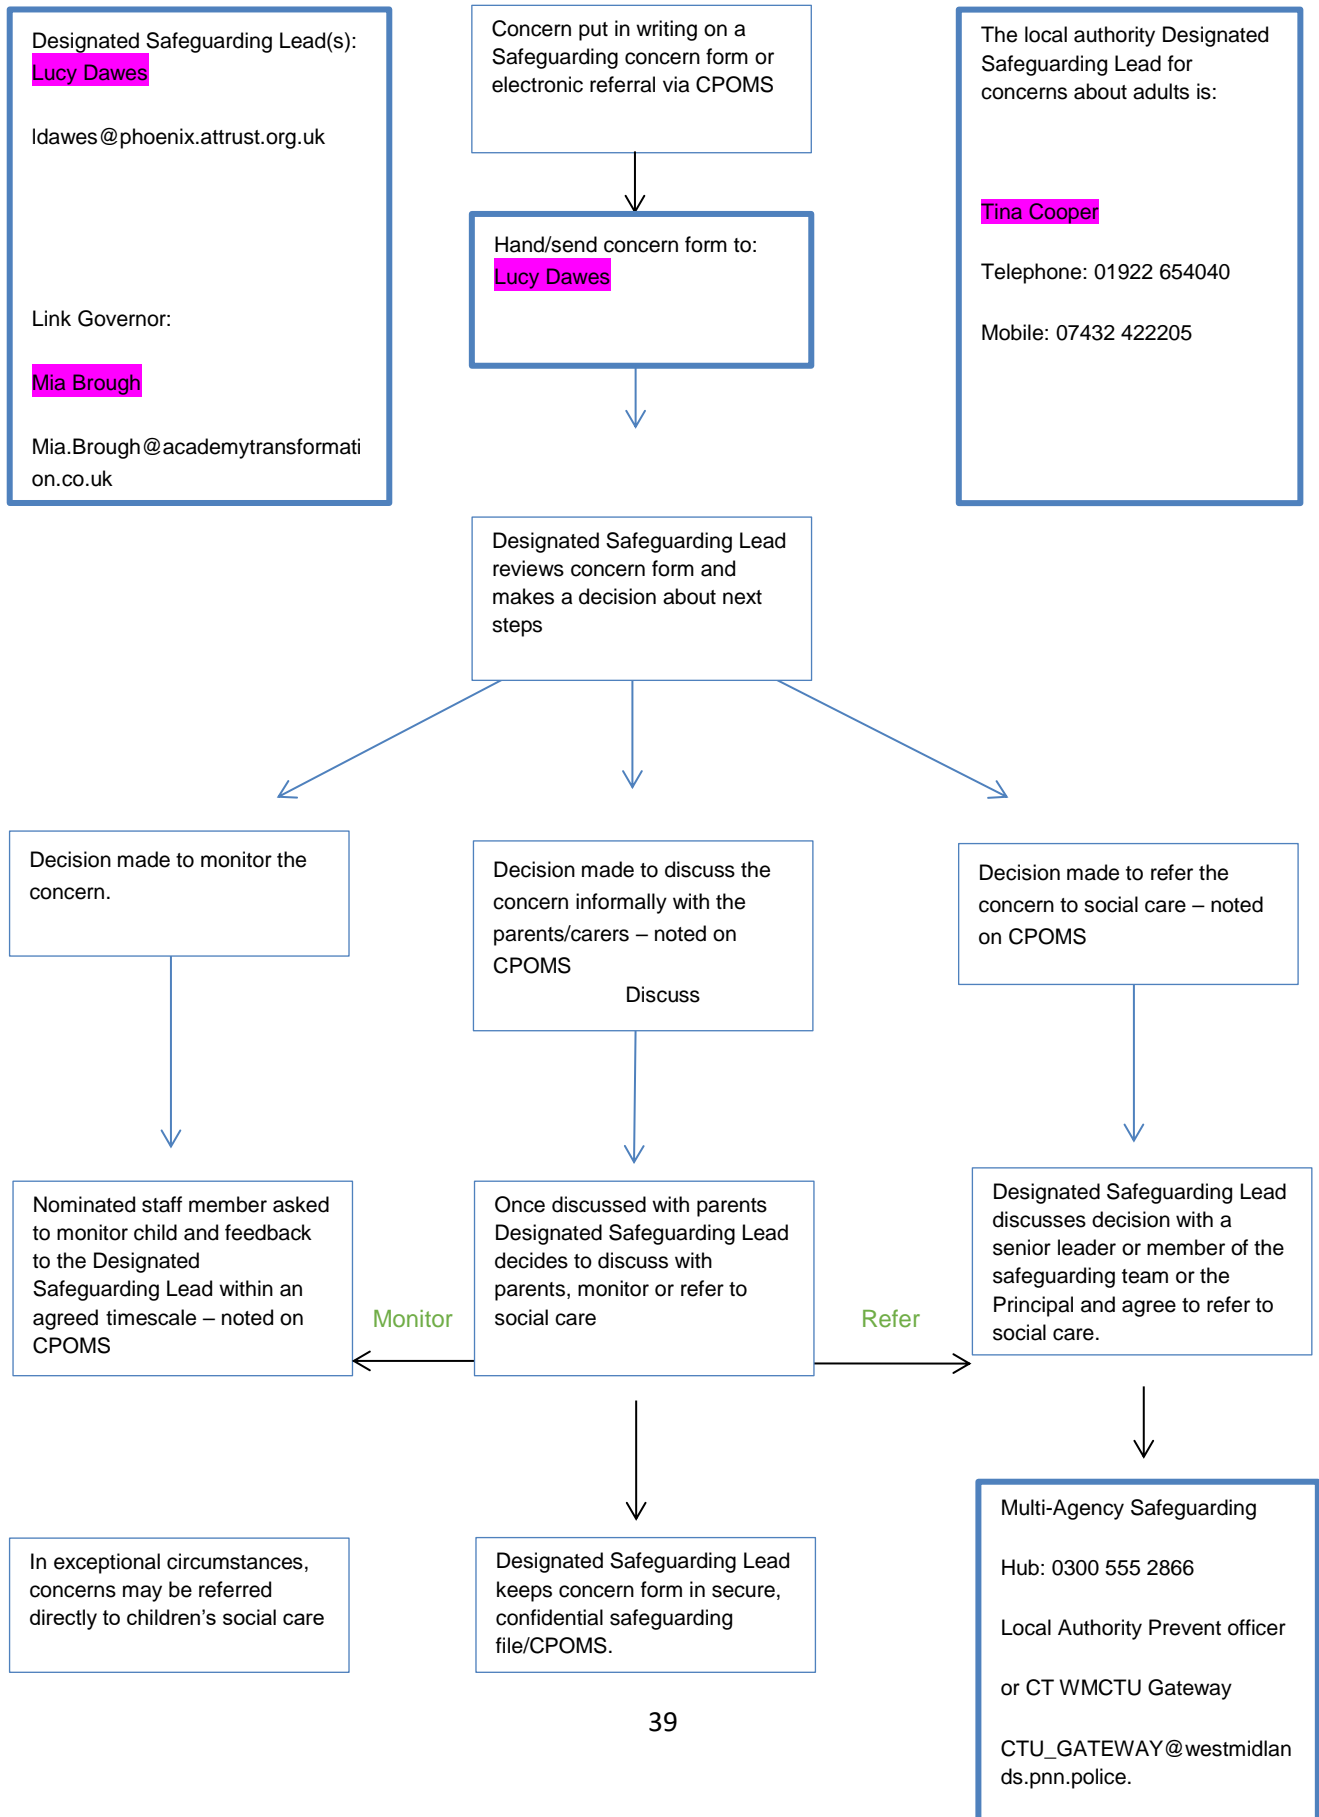 Designated Safeguarding Lead(s):
Lucy Dawes
ldawes@phoenix.attrust.org.uk
Link Governor:
Mia Brough
Mia.Brough@academytransformati
on.co.uk
Concern put in writing on a
Safeguarding concern form or
electronic referral via CPOMS
Hand/send concern form to:
Lucy Dawes
The local authority Designated
Safeguarding Lead for
concerns about adults is:
Tina Cooper
Telephone: 01922 654040
Mobile: 07432 422205
Designated Safeguarding Lead
reviews concern form and
makes a decision about next
steps
Decision made to monitor the
concern.
Decision made to discuss the
concern informally with the
parents/carers – noted on
CPOMS
Discuss
Decision made to refer the
concern to social care – noted
on CPOMS
Nominated staff member asked
to monitor child and feedback
to the Designated
Safeguarding Lead within an
agreed timescale – noted on
CPOMS
Monitor
Once discussed with parents
Designated Safeguarding Lead
decides to discuss with
parents, monitor or refer to
social care
Refer
Designated Safeguarding Lead
discusses decision with a
senior leader or member of the
safeguarding team or the
Principal and agree to refer to
social care.
In exceptional circumstances,
concerns may be referred
directly to children’s social care
Designated Safeguarding Lead
keeps concern form in secure,
confidential safeguarding
file/CPOMS.
Multi-Agency Safeguarding
Hub: 0300 555 2866
Local Authority Prevent officer
or CT WMCTU Gateway
CTU_GATEWAY@westmidlan
ds.pnn.police.
39